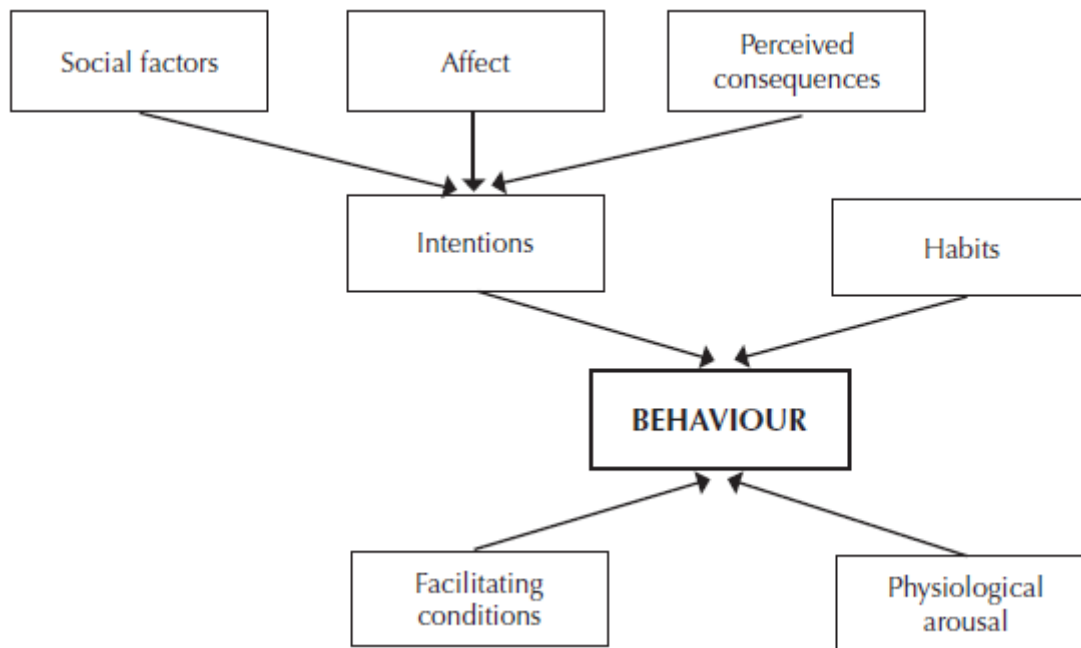 Social factors
Affect
Perceived
consequences
Intentions
Habits
BEHAVIOUR
Facilitating
conditions
Physiological
arousal